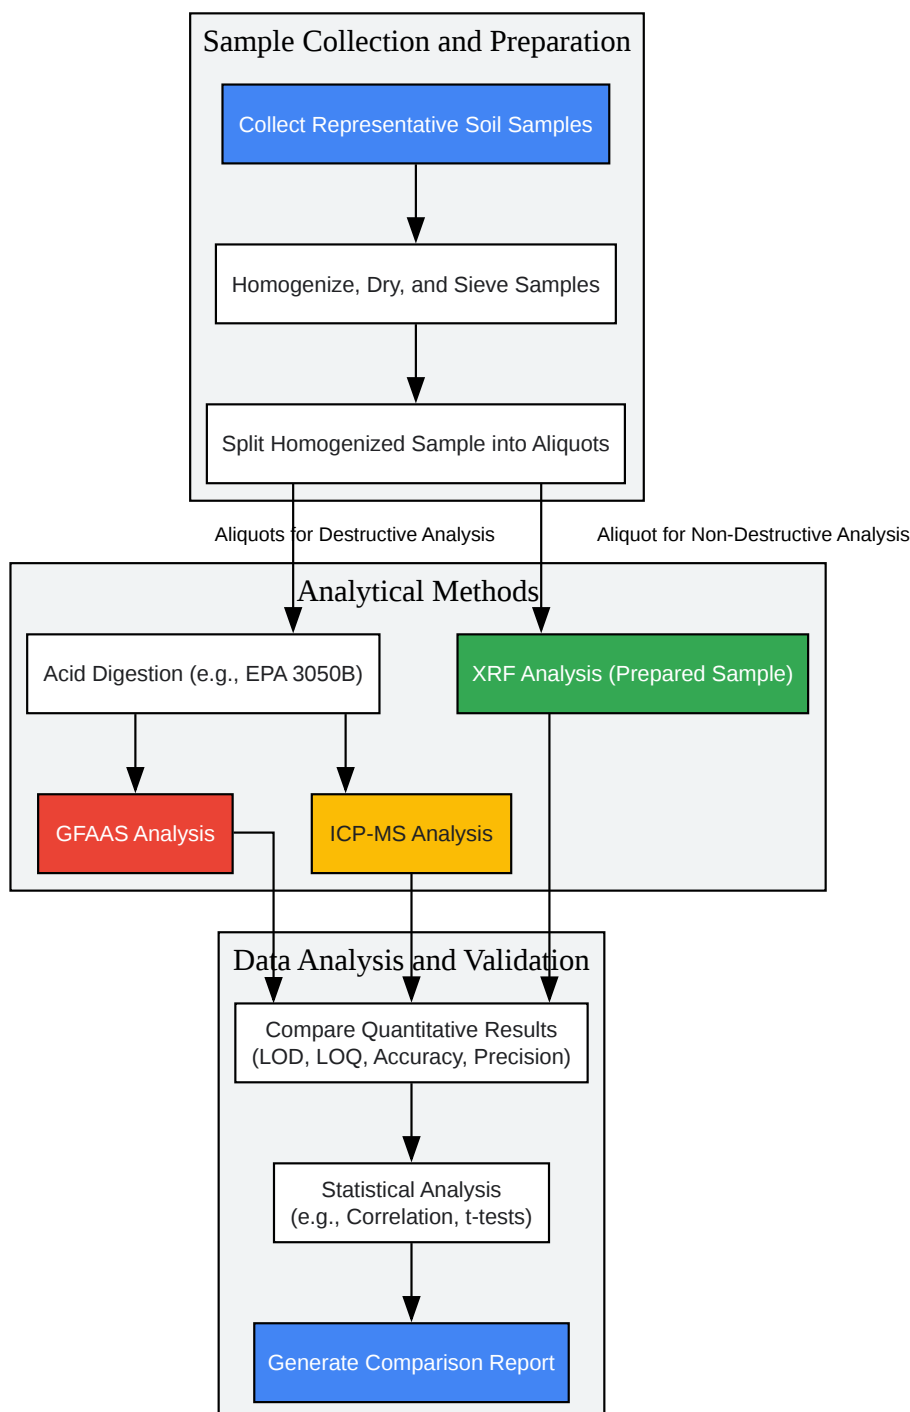 Sample Collection and Preparation
Collect Representative Soil Samples
Homogenize, Dry, and Sieve Samples
Split Homogenized Sample into Aliquots
Aliquots for Destructive Analysis
Aliquot for Non-Destructive Analysis
Analytical Methods
Acid Digestion (e.g., EPA 3050B)
XRF Analysis (Prepared Sample)
GFAAS Analysis
ICP-MS Analysis
Data Analysis and Validation
Compare Quantitative Results
(LOD, LOQ, Accuracy, Precision)
Statistical Analysis
(e.g., Correlation, t-tests)
Generate Comparison Report